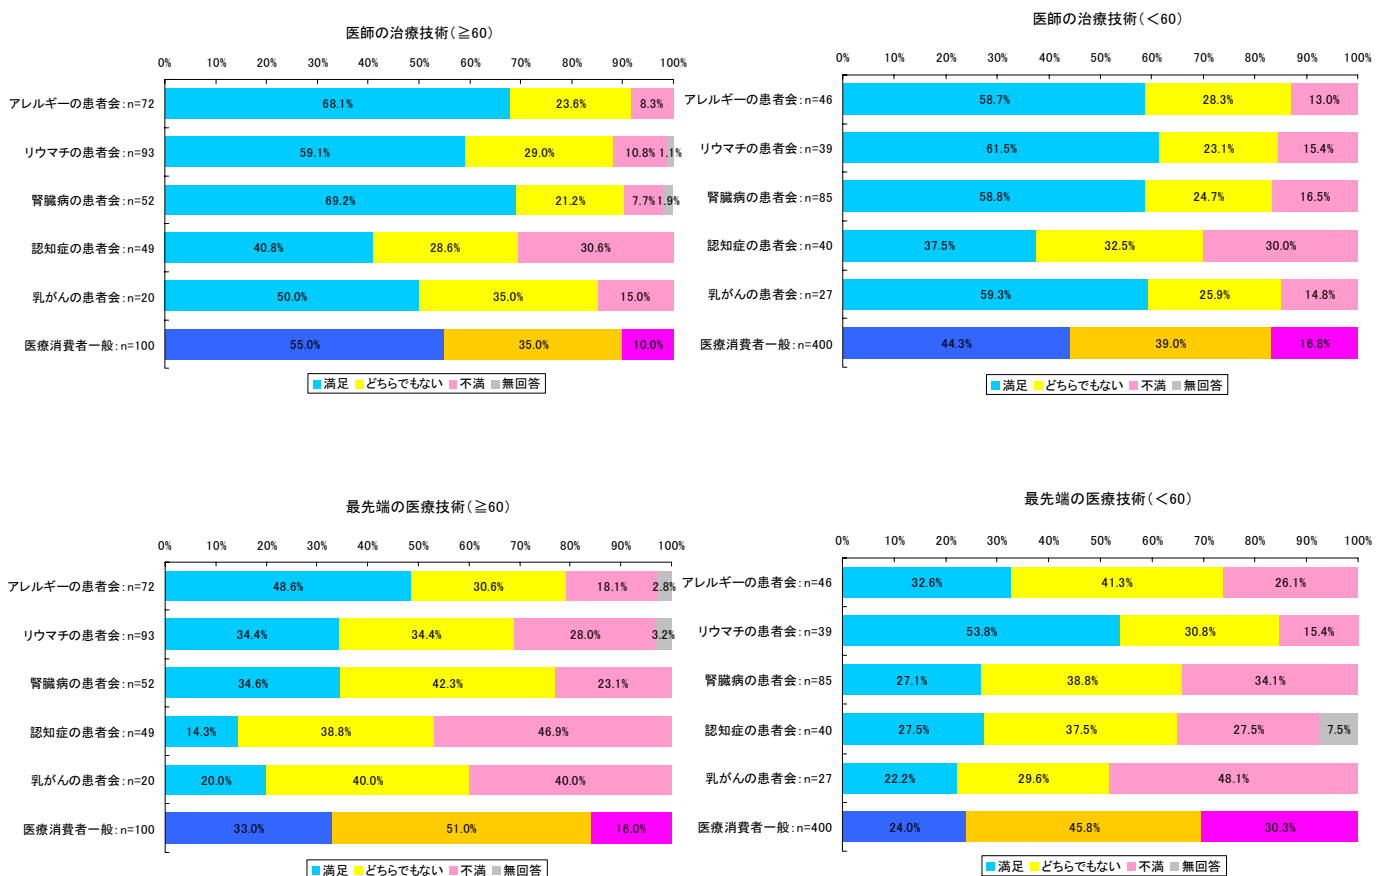 医師の治療技術(≧60)
0% 10% 20% 30% 40% 50% 60% 70% 80% 90% 100%
アレルギーの患者会:n=72 68.1% 23.6% 8.3%
リウマチの患者会:n=93 59.1% 29.0% 10.8% 1.1%
腎臓病の患者会:n=52 69.2% 21.2% 7.7% 1.9%
認知症の患者会:n=49 40.8% 28.6% 30.6%
乳がんの患者会:n=20 50.0% 35.0% 15.0%
医療消費者一般:n=100 55.0% 35.0% 10.0%
満足 どちらでもない 不満 無回答
医師の治療技術(<60)
0% 10% 20% 30% 40% 50% 60% 70% 80% 90% 100%
アレルギーの患者会:n=46 58.7% 28.3% 13.0%
リウマチの患者会:n=39 61.5% 23.1% 15.4%
腎臓病の患者会:n=85 58.8% 24.7% 16.5%
認知症の患者会:n=40 37.5% 32.5% 30.0%
乳がんの患者会:n=27 59.3% 25.9% 14.8%
医療消費者一般:n=400 44.3% 39.0% 16.8%
満足 どちらでもない 不満 無回答
最先端の医療技術(≧60)
0% 10% 20% 30% 40% 50% 60% 70% 80% 90% 100%
アレルギーの患者会:n=72 48.6% 30.6% 18.1% 2.8%
リウマチの患者会:n=93 34.4% 34.4% 28.0% 3.2%
腎臓病の患者会:n=52 34.6% 42.3% 23.1%
認知症の患者会:n=49 14.3% 38.8% 46.9%
乳がんの患者会:n=20 20.0% 40.0% 40.0%
医療消費者一般:n=100 33.0% 51.0% 16.0%
満足 どちらでもない 不満 無回答
最先端の医療技術(<60)
0% 10% 20% 30% 40% 50% 60% 70% 80% 90% 100%
アレルギーの患者会:n=46 32.6% 41.3% 26.1%
リウマチの患者会:n=39 53.8% 30.8% 15.4%
腎臓病の患者会:n=85 27.1% 38.8% 34.1%
認知症の患者会:n=40 27.5% 37.5% 27.5% 7.5%
乳がんの患者会:n=27 22.2% 29.6% 48.1%
医療消費者一般:n=400 24.0% 45.8% 30.3%
満足 どちらでもない 不満 無回答